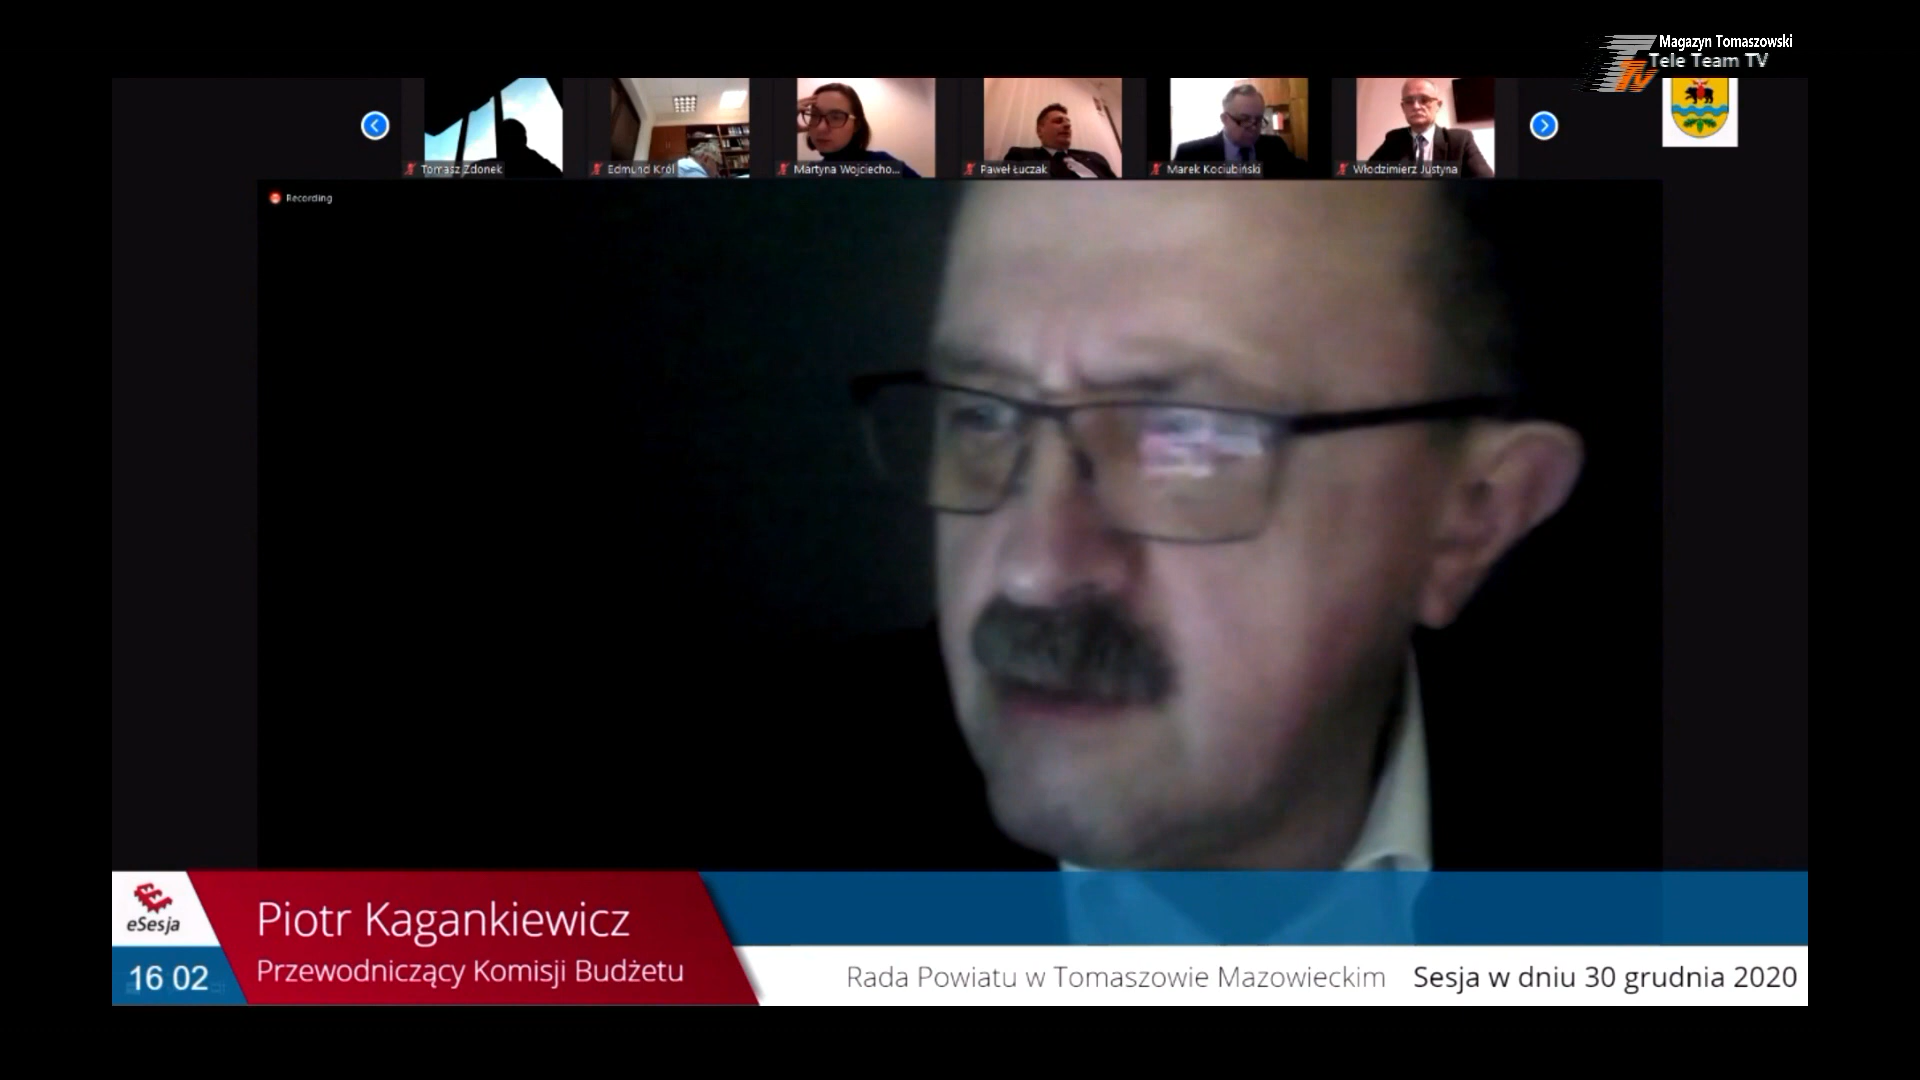 Magazyn Tomaszowski
Tele Team TV
TV
Tomasz Zdonek
Edmund Król
Martyna Wojciecho...
Paweł Łuczak
Marek Kociubiński
Włodzimierz Justyna
Recording
eSesja
Piotr Kagankiewicz
16 02
Przewodniczący Komisji Budżetu
Rada Powiatu w Tomaszowie Mazowieckim
Sesja w dniu 30 grudnia 2020